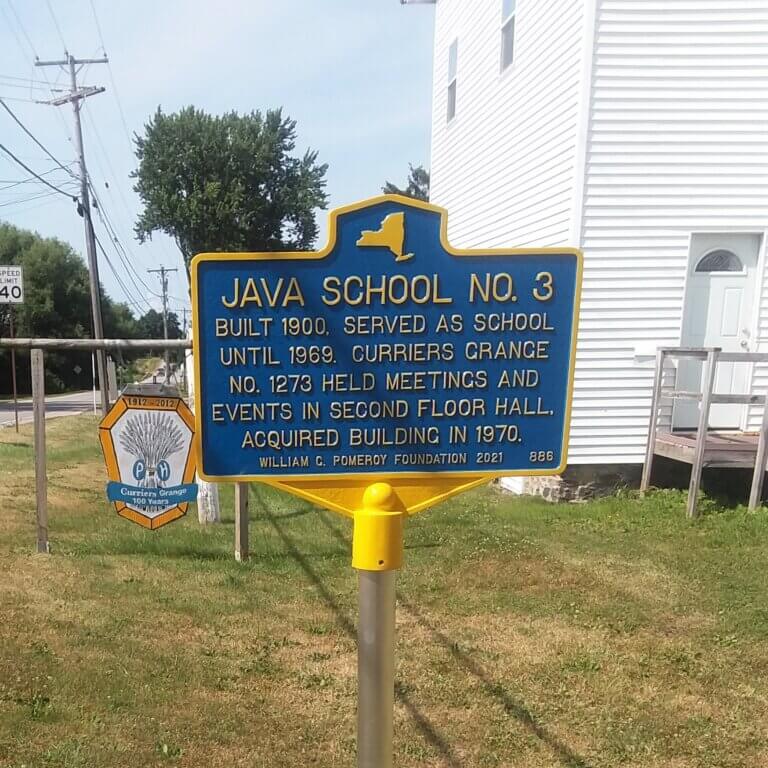 JAVA SCHOOL NO. 3
BUILT 1900. SERVED AS SCHOOL
UNTIL 1969. CURRIERS GRANGE
NO. 1273 HELD MEETINGS AND
EVENTS IN SECOND FLOOR HALL.
ACQUIRED BUILDING IN 1970.
WILLIAM G. POMEROY FOUNDATION 2021 886
SPEED
LIMIT
40
1912-2012
P H
Curriers Grange
100 Years